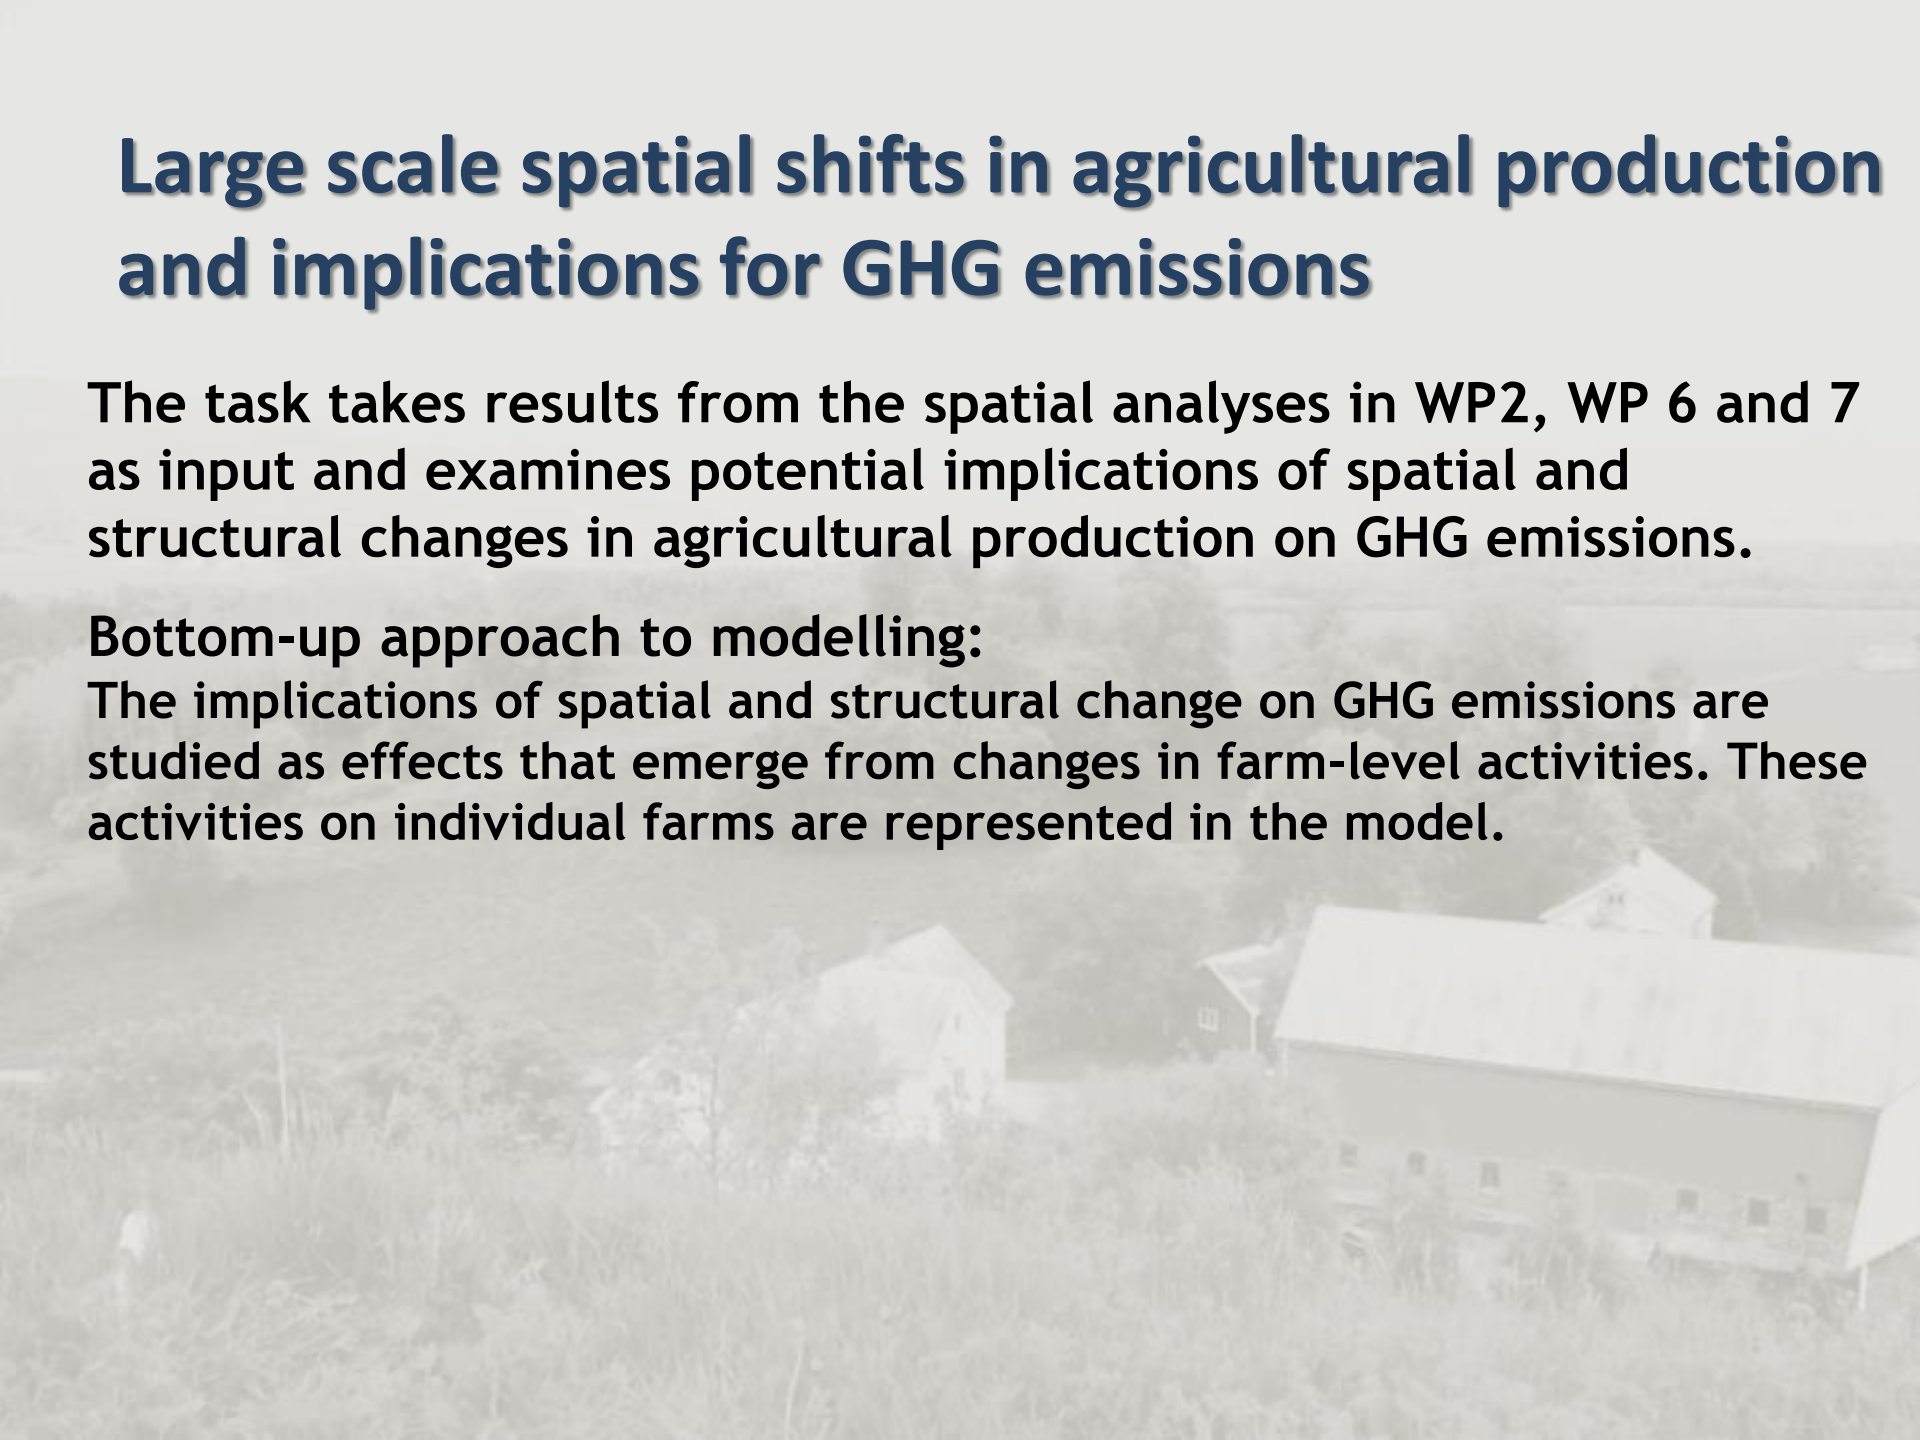 Large scale spatial shifts in agricultural production
and implications for GHG emissions
The task takes results from the spatial analyses in WP2, WP 6 and 7
as input and examines potential implications of spatial and
structural changes in agricultural production on GHG emissions.
Bottom-up approach to modelling:
The implications of spatial and structural change on GHG emissions are
studied as effects that emerge from changes in farm-level activities. These
activities on individual farms are represented in the model.